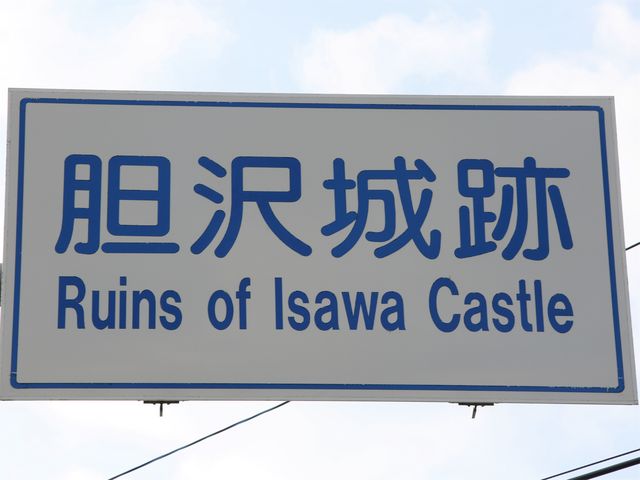 胆沢城跡
Ruins of Isawa Castle